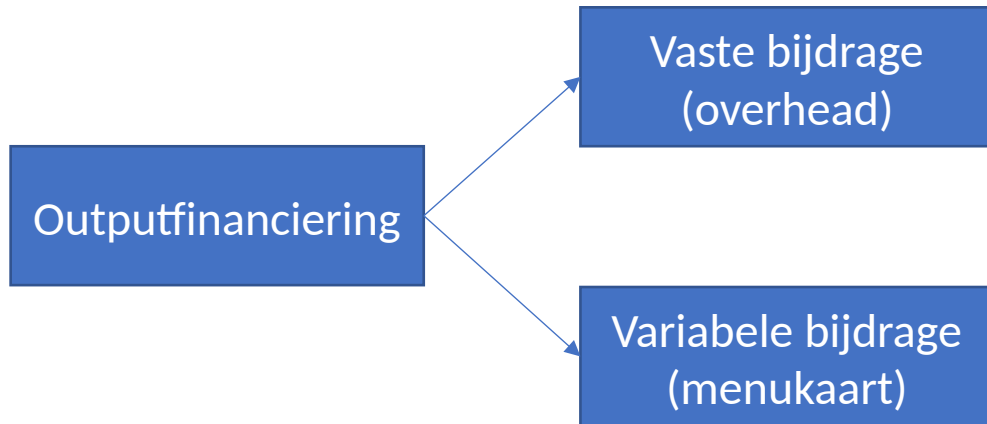 Vaste bijdrage
(overhead)
Outputfinanciering
Variabele bijdrage
(menukaart)